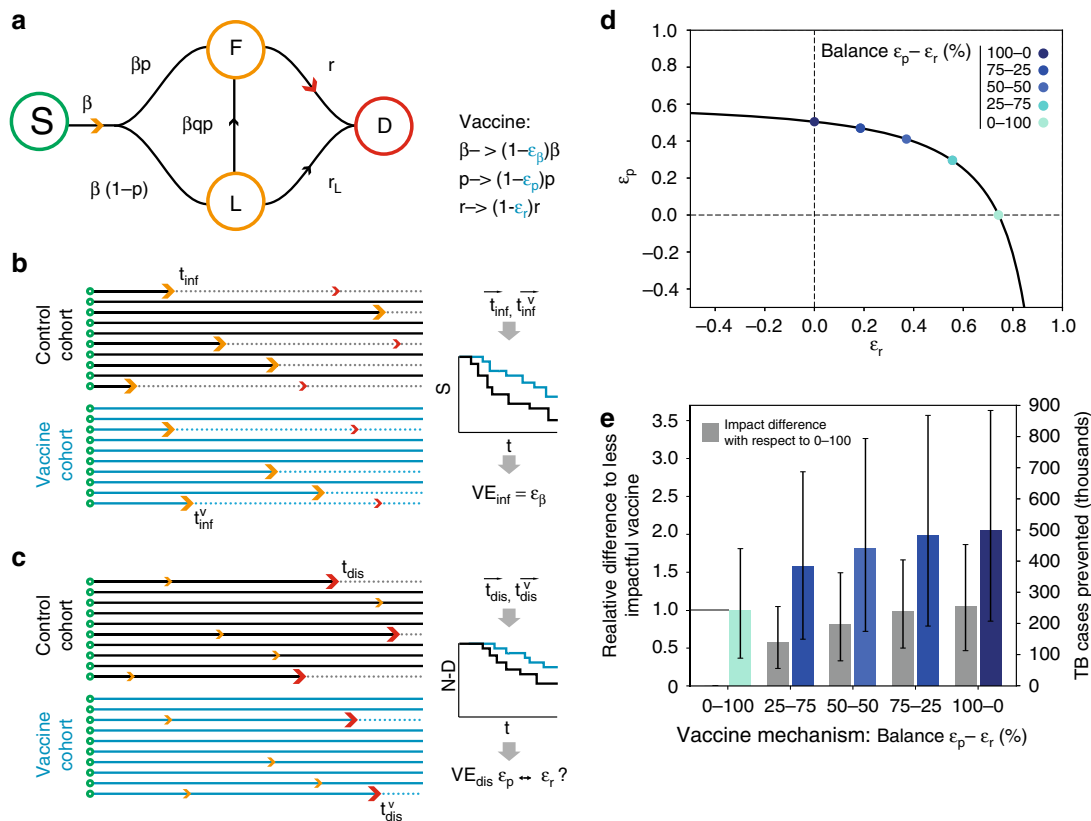 a
F
βp
r
β
S
βqp
D
β (1–p)
r_L
L
Vaccine:
β–> (1–ε_β)β
p–> (1–ε_p)p
r–> (1-ε_r)r
b
t_inf
Control
cohort
Vaccine
cohort
t^v_inf
t_inf, t^v_inf
S
t
VE_inf = ε_β
c
t_dis
Control
cohort
Vaccine
cohort
t^v_dis
t_dis, t^v_dis
N-D
t
VE_dis ε_p ↔ ε_r ?
d
1.0
0.8
0.6
0.4
0.2
0.0
−0.2
−0.4
ε_p
Balance ε_p– ε_r (%)
100–0
75–25
50–50
25–75
0–100
−0.4 −0.2 0.0 0.2 0.4 0.6 0.8 1.0
ε_r
e
3.5
3.0
2.5
2.0
1.5
1.0
0.5
0
Realative difference to less
impactful vaccine
Impact difference
with respect to 0–100
900
800
700
600
500
400
300
200
100
0
TB cases prevented (thousands)
0–100 25–75 50–50 75–25 100–0
Vaccine mechanism: Balance ε_p– ε_r (%)